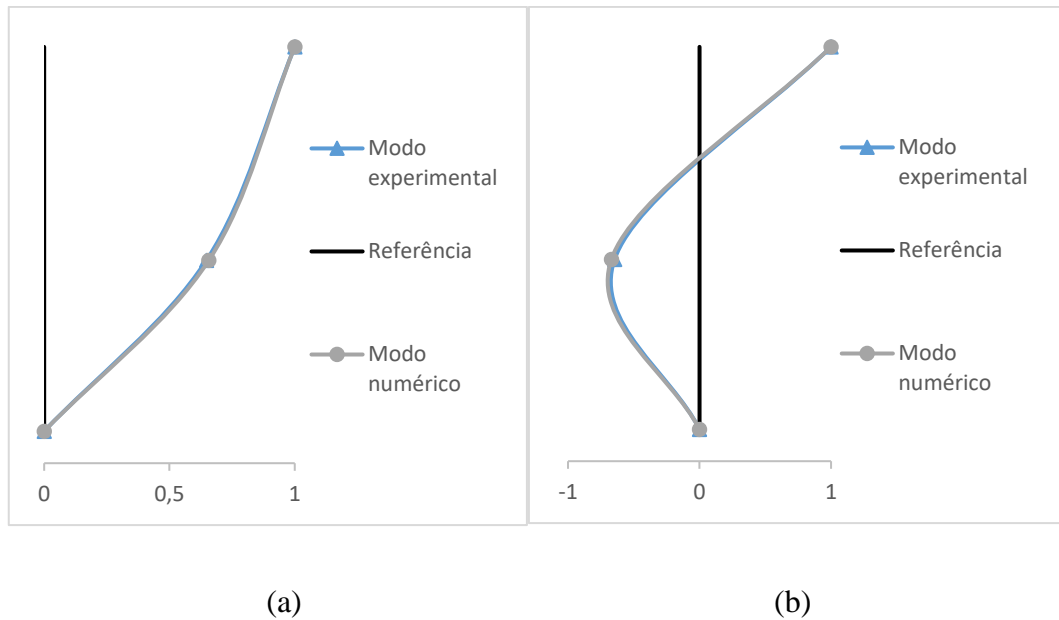 Modo
experimental
Referência
Modo
numérico
0
0,5
1
Modo
experimental
Referência
Modo
numérico
-1
0
1
(a)
(b)